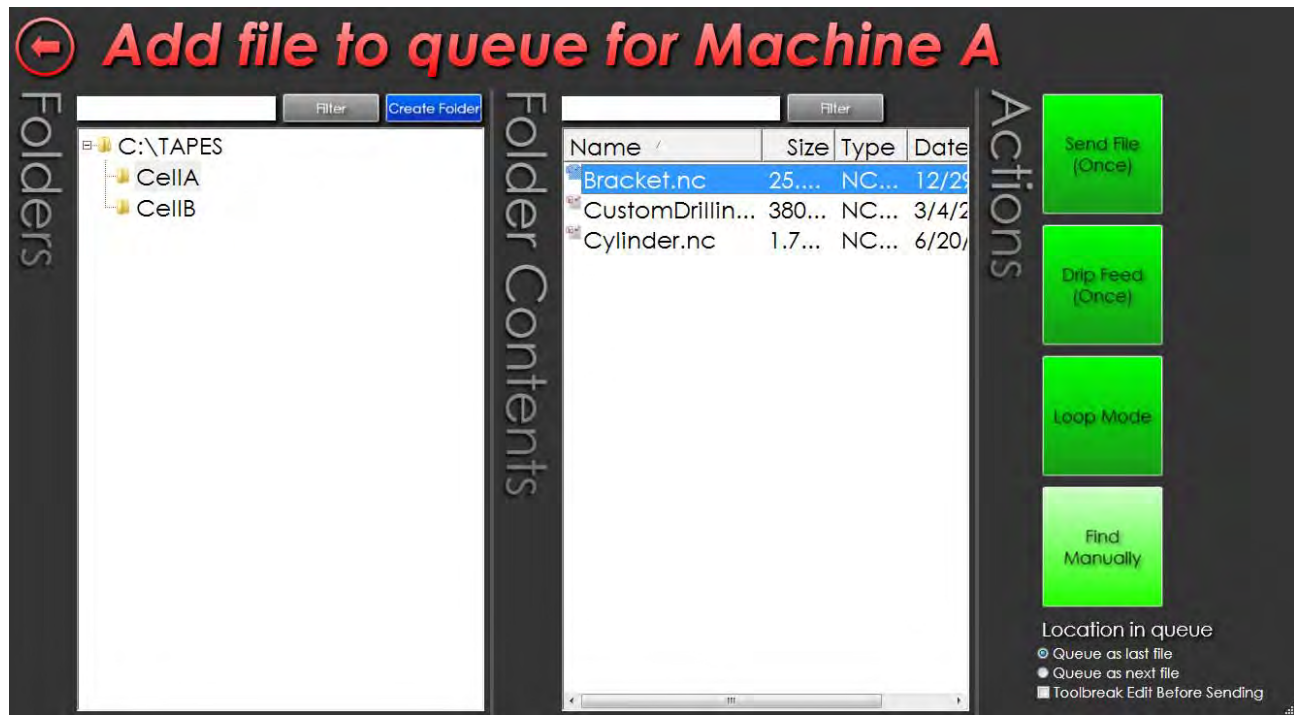 Add file to queue for Machine A
Folders
Filter
Create Folder
C:\TAPES
CellA
CellB
Folder Contents
Filter
Name Size Type Date
Bracket.nc 25.... NC... 12/29
CustomDrillin... 380... NC... 3/4/2
Cylinder.nc 1.7... NC... 6/20/
Actions
Send File
(Once)
Drip Feed
(Once)
Loop Mode
Find
Manually
Location in queue
Queue as last file
Queue as next file
Toolbreak Edit Before Sending